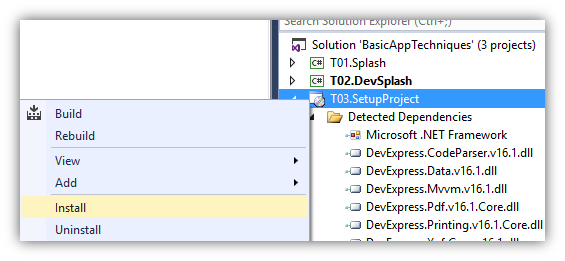 Search Solution Explorer (Ctrl+;)
Solution 'BasicAppTechniques' (3 projects)
C# T01.Splash
C# T02.DevSplash
T03.SetupProject
Detected Dependencies
Microsoft .NET Framework
DevExpress.CodeParser.v16.1.dll
DevExpress.Data.v16.1.dll
DevExpress.Mvvm.v16.1.dll
DevExpress.Pdf.v16.1.Core.dll
DevExpress.Printing.v16.1.Core.dll
Build
Rebuild
View
Add
Install
Uninstall